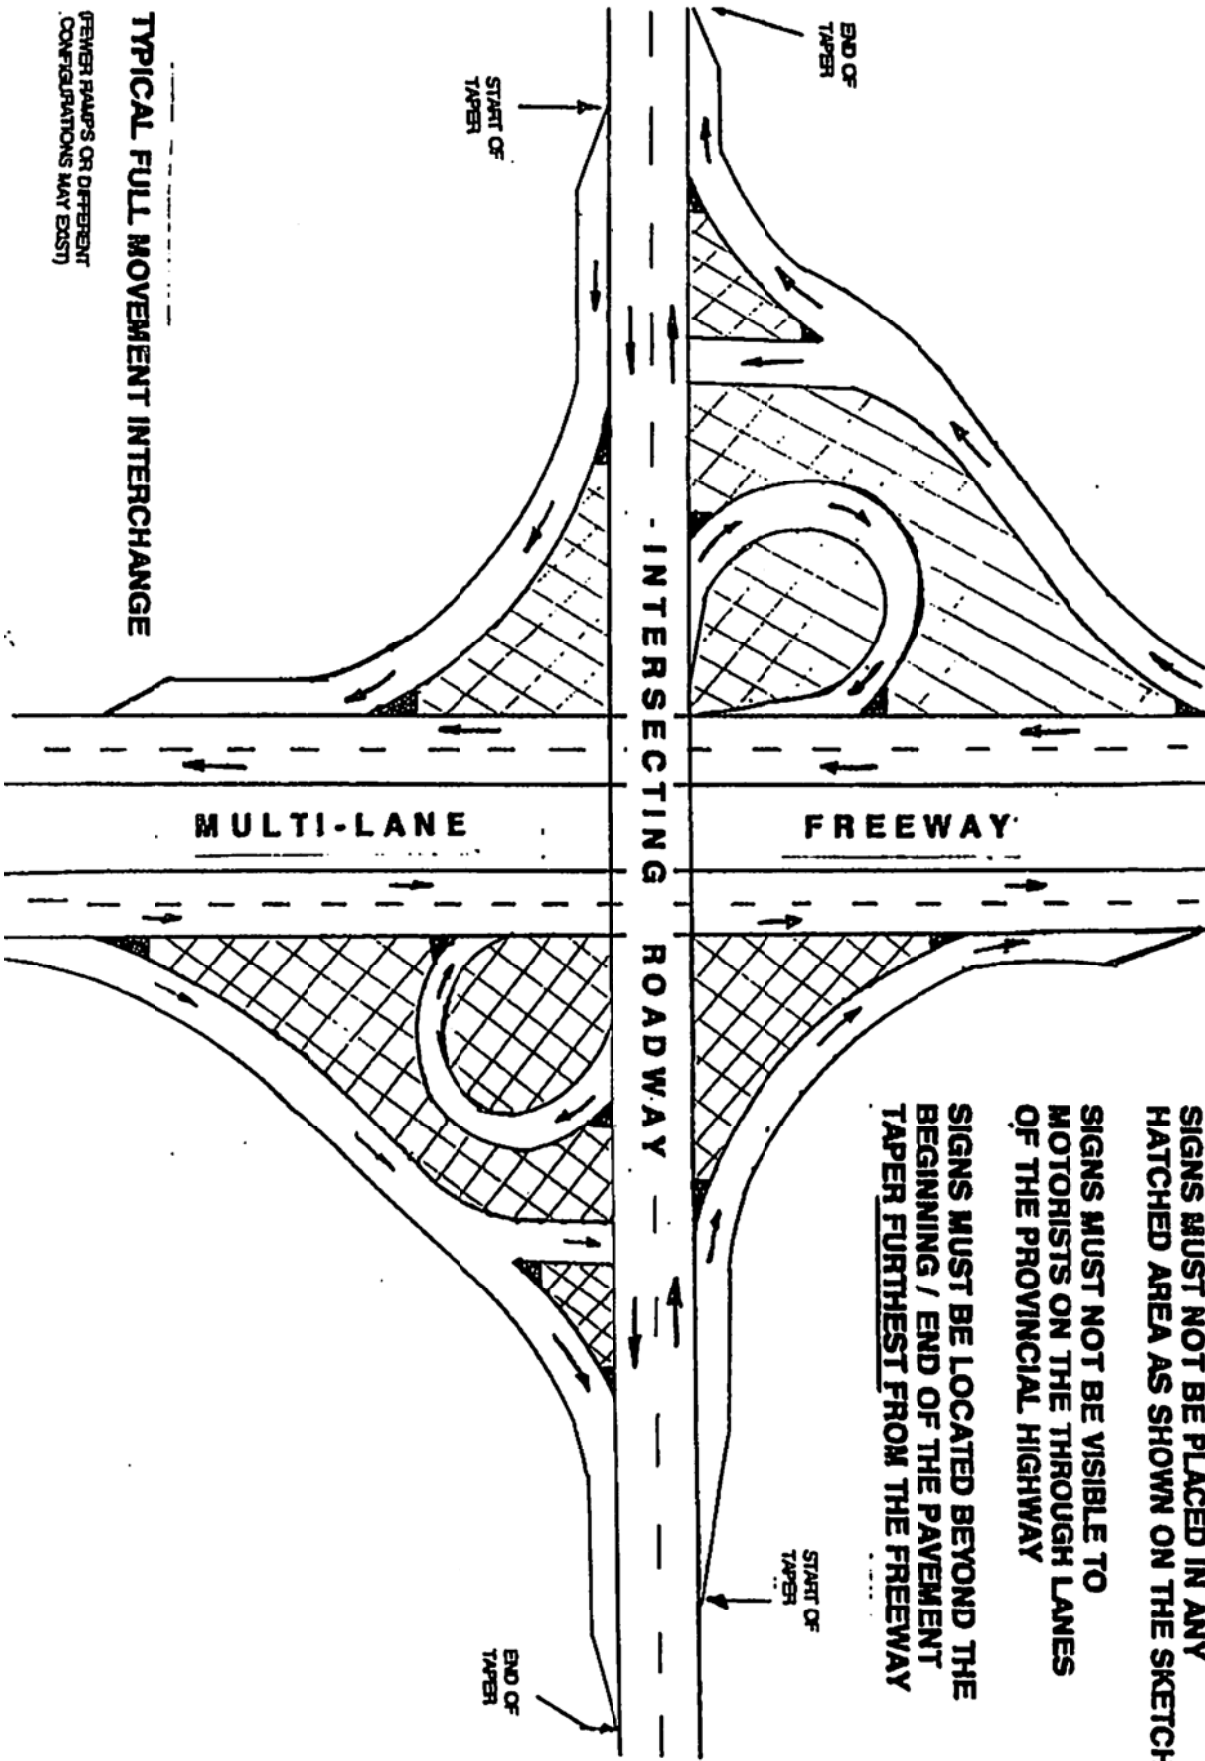 SIGNS MUST NOT BE PLACED IN ANY
HATCHED AREA AS SHOWN ON THE SKETCH
SIGNS MUST NOT BE VISIBLE TO
MOTORISTS ON THE THROUGH LANES
OF THE PROVINCIAL HIGHWAY
SIGNS MUST BE LOCATED BEYOND THE
BEGINNING / END OF THE PAVEMENT
TAPER FURTHEST FROM THE FREEWAY
END OF
TAPER
START OF
TAPER
INTERSECTING ROADWAY
MULTI-LANE
FREEWAY
START OF
TAPER
END OF
TAPER
TYPICAL FULL MOVEMENT INTERCHANGE
(FEWER RAMPS OR DIFFERENT
CONFIGURATIONS MAY EXIST)